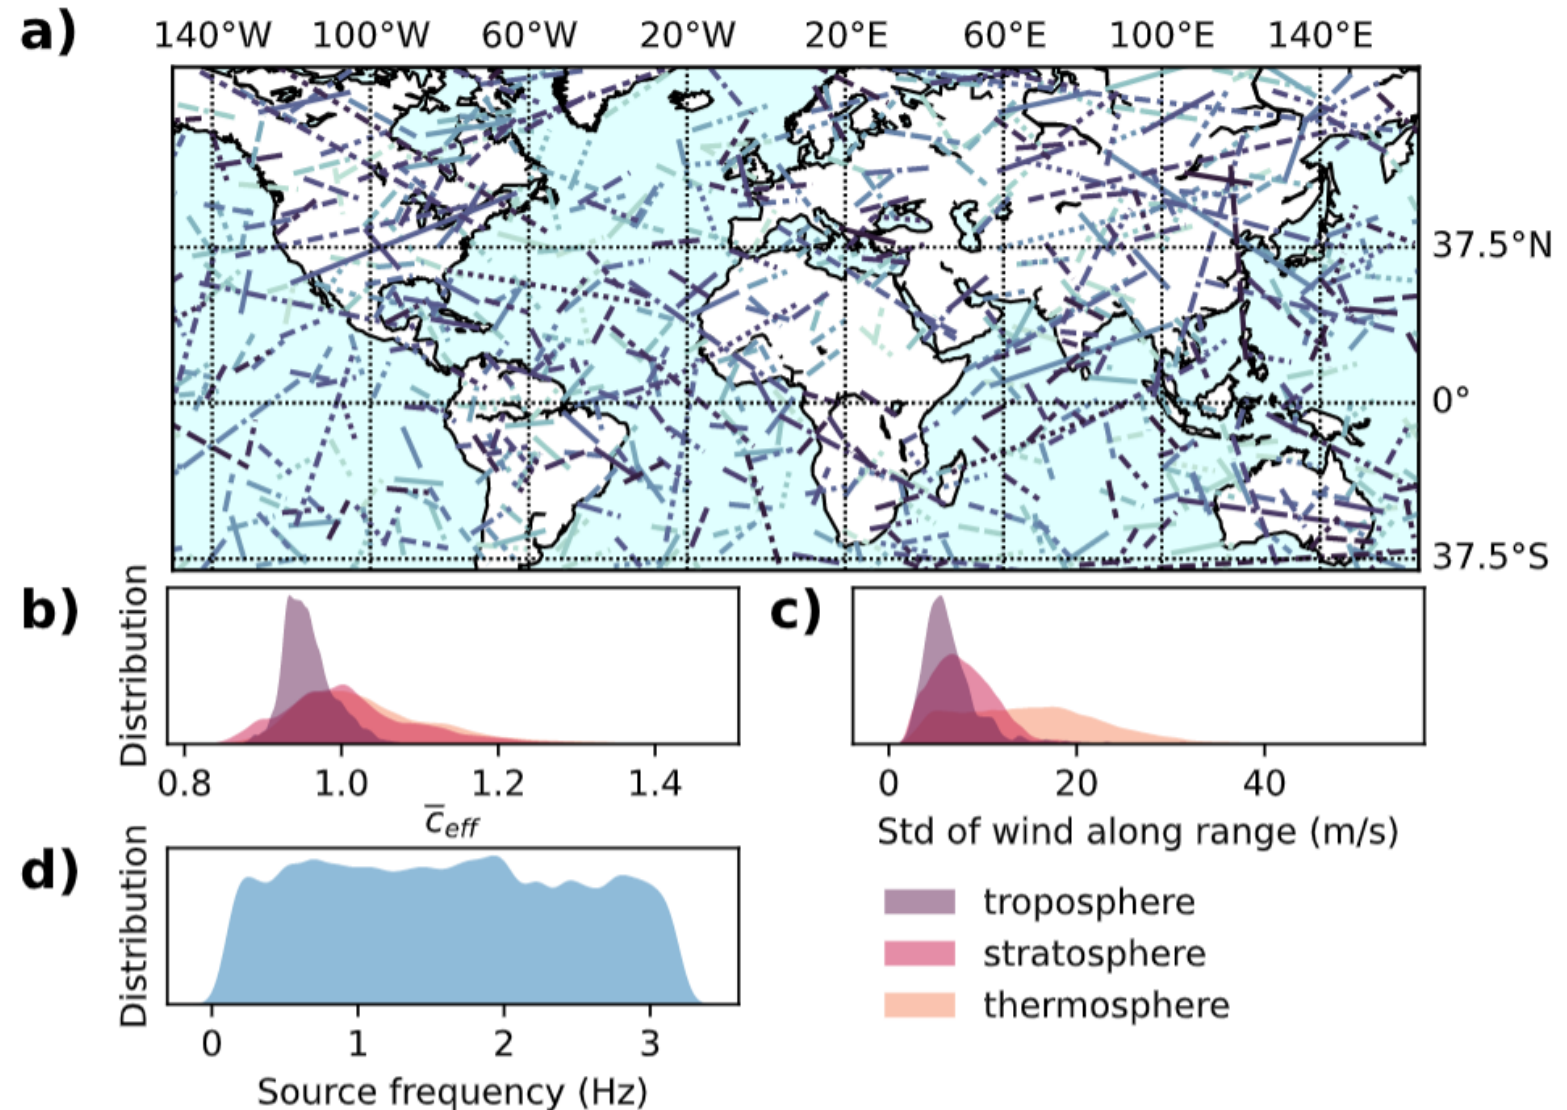 a)
140°W 100°W 60°W 20°W 20°E 60°E 100°E 140°E
37.5°N
0°
37.5°S
b)
Distribution
0.8 1.0 1.2 1.4
c̅eff
c)
0 20 40
Std of wind along range (m/s)
d)
Distribution
0 1 2 3
Source frequency (Hz)
troposphere
stratosphere
thermosphere